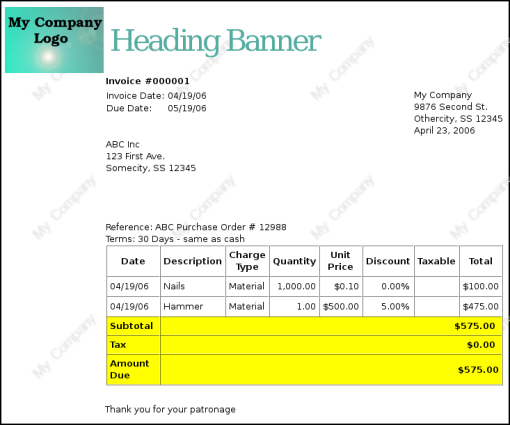 My Company
Logo
Heading Banner
Invoice #000001
Invoice Date: 04/19/06
Due Date: 05/19/06
My Company
9876 Second St.
Othercity, SS 12345
April 23, 2006
ABC Inc
123 First Ave.
Somecity, SS 12345
Reference: ABC Purchase Order # 12988
Terms: 30 Days - same as cash
Date Description Charge Type Quantity Unit Price Discount Taxable Total
04/19/06 Nails Material 1,000.00 $0.10 0.00% $100.00
04/19/06 Hammer Material 1.00 $500.00 5.00% $475.00
Subtotal $575.00
Tax $0.00
Amount Due $575.00
Thank you for your patronage
My Company
My Company
My Company
My Company
My Company
My Company
My Company
My Company
My Company